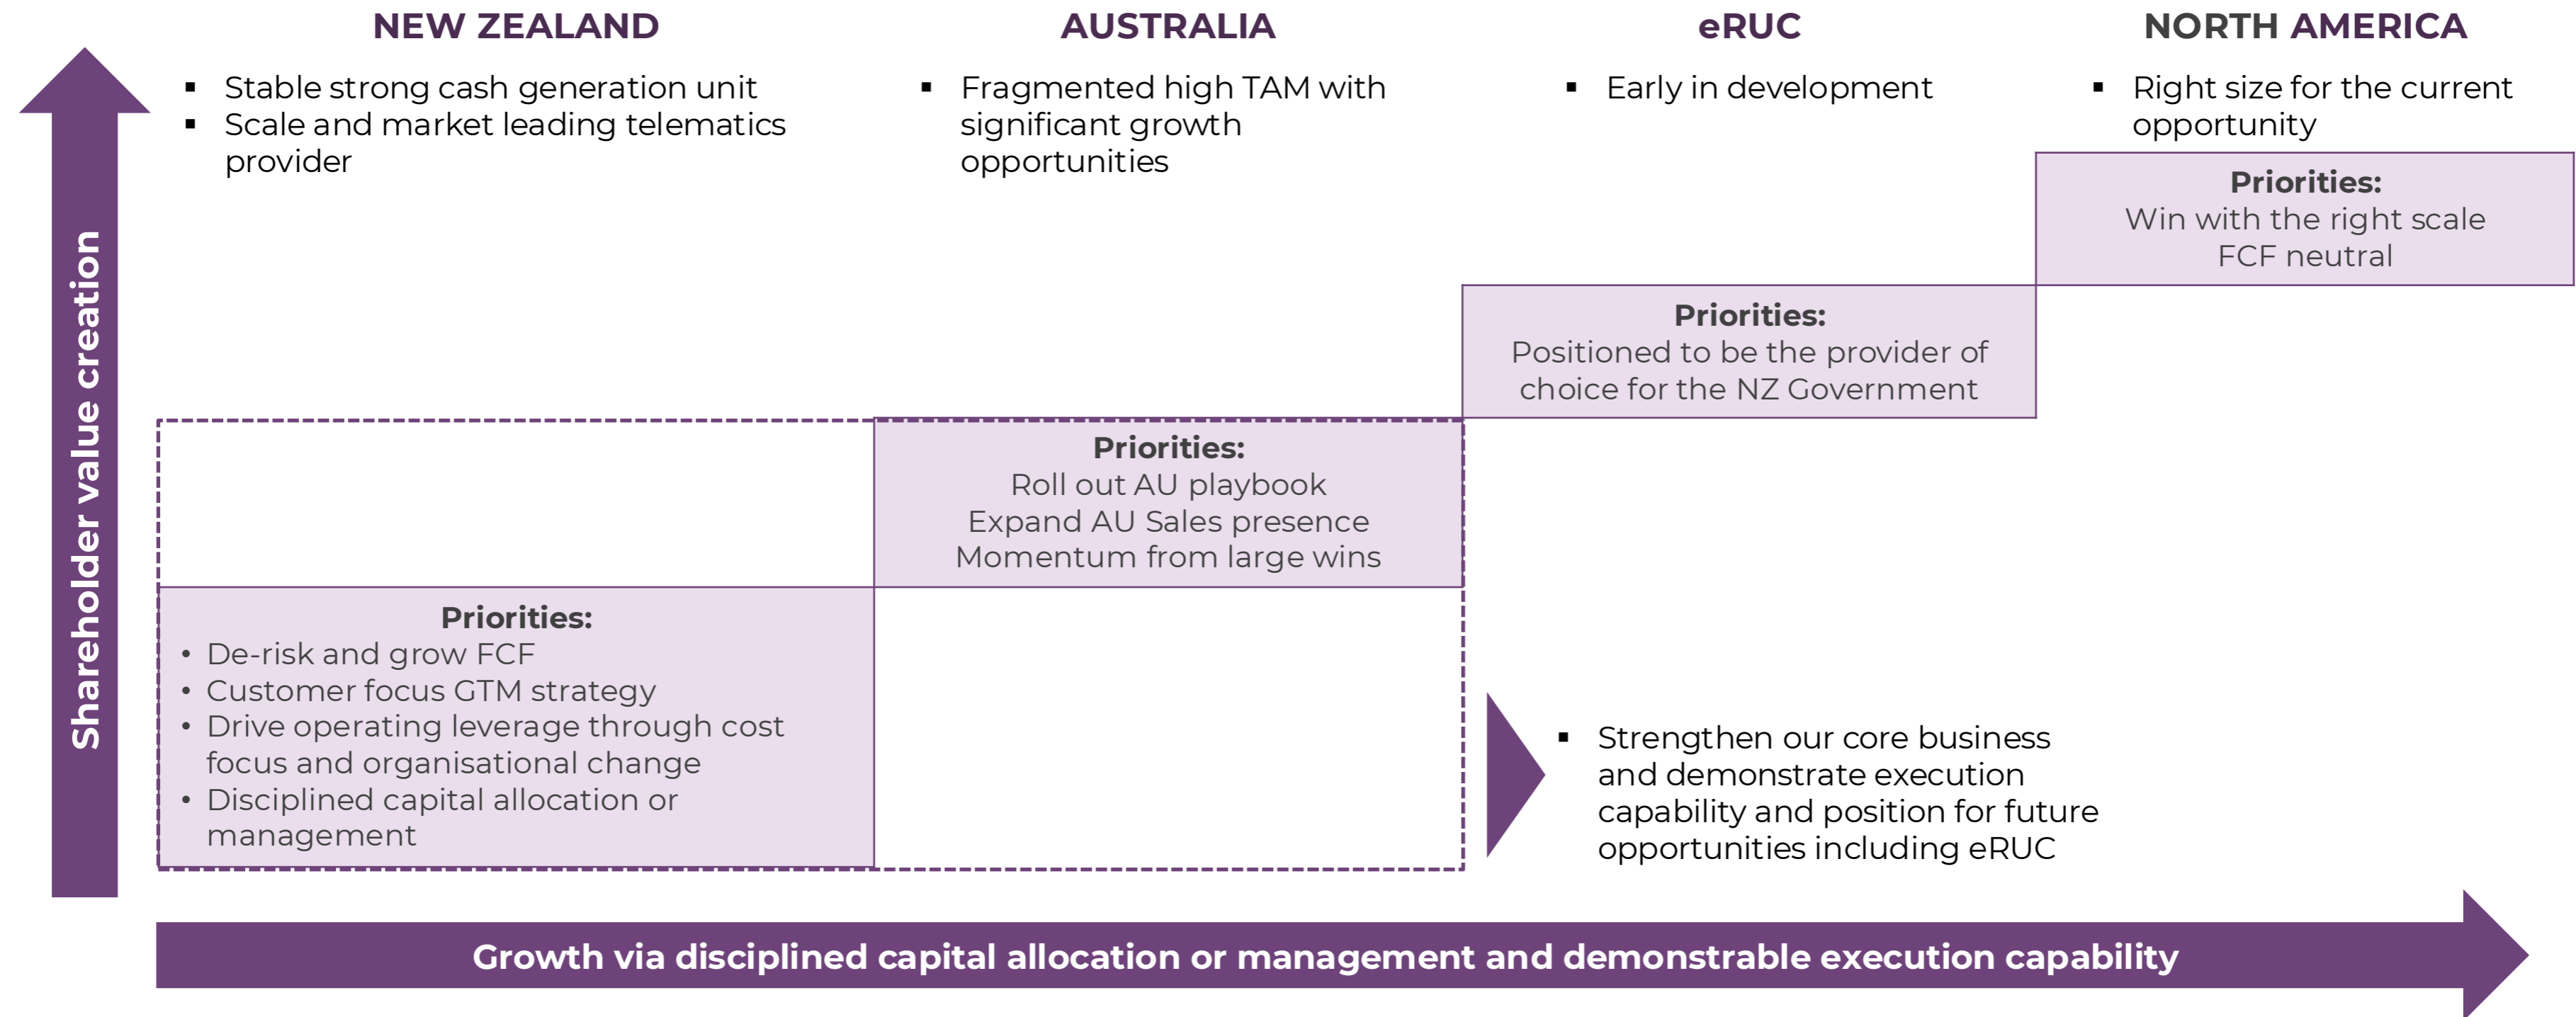 NEW ZEALAND
▪ Stable strong cash generation unit
▪ Scale and market leading telematics
provider
AUSTRALIA
▪ Fragmented high TAM with
significant growth
opportunities
eRUC
▪ Early in development
NORTH AMERICA
▪ Right size for the current
opportunity
Shareholder value creation
Priorities:
• De-risk and grow FCF
• Customer focus GTM strategy
• Drive operating leverage through cost
focus and organisational change
• Disciplined capital allocation or
management
Priorities:
Roll out AU playbook
Expand AU Sales presence
Momentum from large wins
Priorities:
Positioned to be the provider of
choice for the NZ Government
Priorities:
Win with the right scale
FCF neutral
▪ Strengthen our core business
and demonstrate execution
capability and position for future
opportunities including eRUC
Growth via disciplined capital allocation or management and demonstrable execution capability